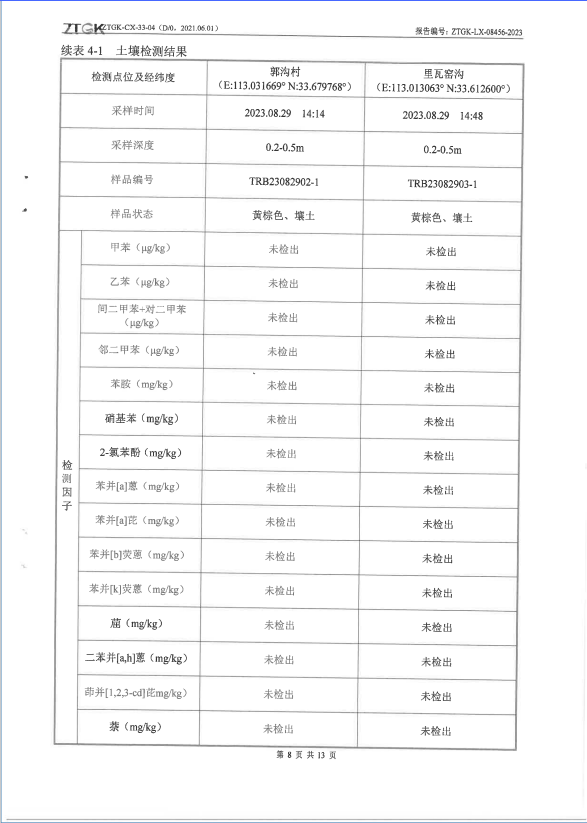 ZTGK ZTGK-CX-33-04（D/0，2021.06.01） 报告编号：ZTGK-LX-08456-2023
续表 4-1 土壤检测结果
检测点位及经纬度 郭沟村（E:113.031669° N:33.679768°） 里瓦窑沟（E:113.013063° N:33.612600°）
采样时间 2023.08.29 14:14 2023.08.29 14:48
采样深度 0.2-0.5m 0.2-0.5m
样品编号 TRB23082902-1 TRB23082903-1
样品状态 黄棕色、壤土 黄棕色、壤土
检测因子
甲苯（μg/kg） 未检出 未检出
乙苯（μg/kg） 未检出 未检出
间二甲苯+对二甲苯（μg/kg） 未检出 未检出
邻二甲苯（μg/kg） 未检出 未检出
苯胺（mg/kg） 未检出 未检出
硝基苯（mg/kg） 未检出 未检出
2-氯苯酚（mg/kg） 未检出 未检出
苯并[a]蒽（mg/kg） 未检出 未检出
苯并[a]芘（mg/kg） 未检出 未检出
苯并[b]荧蒽（mg/kg） 未检出 未检出
苯并[k]荧蒽（mg/kg） 未检出 未检出
䓛（mg/kg） 未检出 未检出
二苯并[a,h]蒽（mg/kg） 未检出 未检出
茚并[1,2,3-cd]芘mg/kg） 未检出 未检出
萘（mg/kg） 未检出 未检出
第 8 页 共 13 页